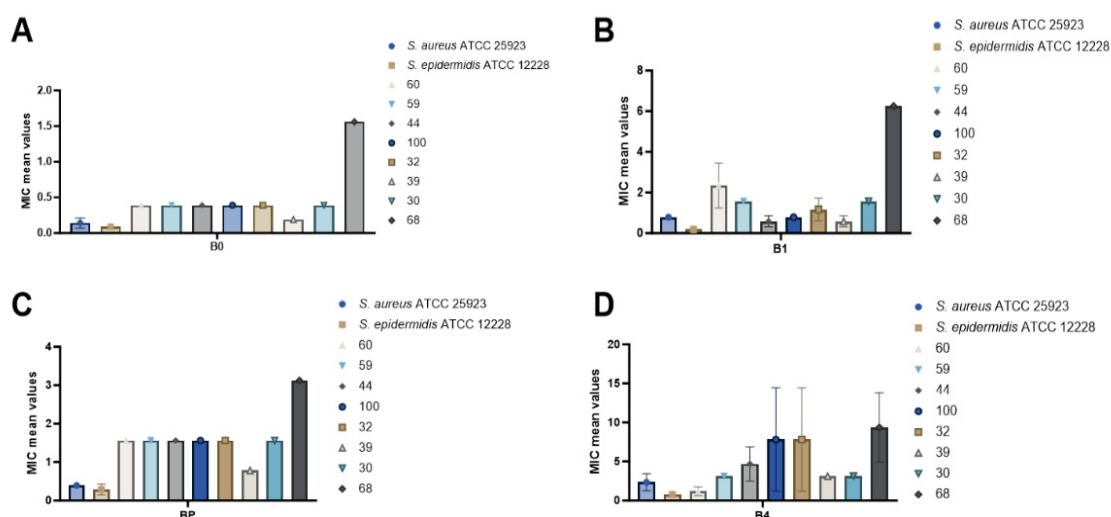 A
S. aureus ATCC 25923
S. epidermidis ATCC 12228
60
59
44
100
32
39
30
68
MIC mean values
2.0
1.5
1.0
0.5
0.0
B0
B
S. aureus ATCC 25923
S. epidermidis ATCC 12228
60
59
44
100
32
39
30
68
MIC mean values
8
6
4
2
0
B1
C
S. aureus ATCC 25923
S. epidermidis ATCC 12228
60
59
44
100
32
39
30
68
MIC mean values
4
3
2
1
0
BP
D
S. aureus ATCC 25923
S. epidermidis ATCC 12228
60
59
44
100
32
39
30
68
MIC mean values
20
15
10
5
0
B4